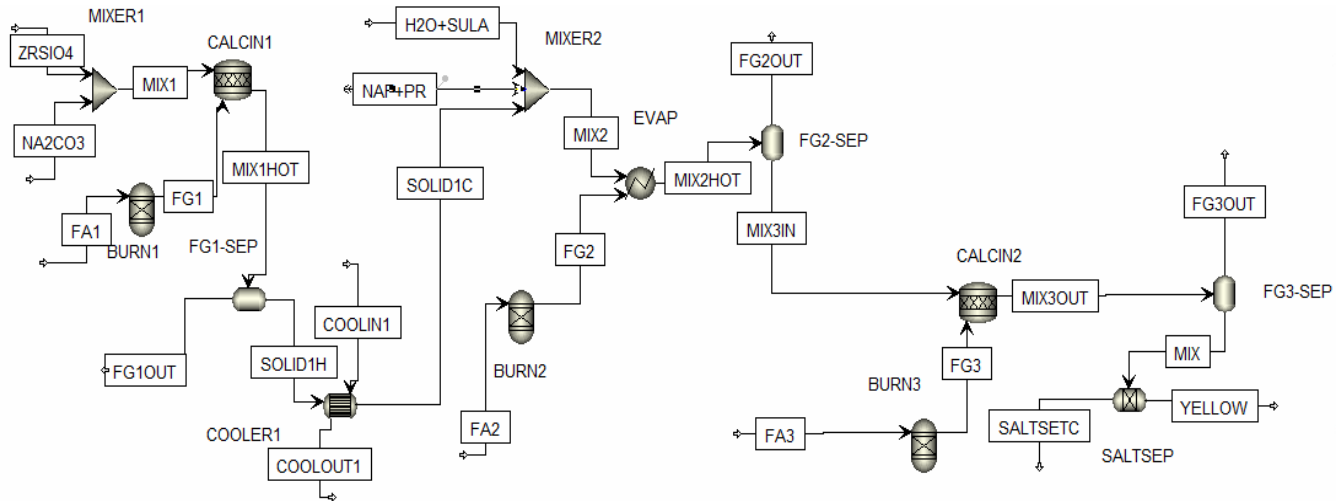 MIXER1
ZRSIO4
CALCIN1
MIX1
NA2CO3
MIX1HOT
FG1
FA1
BURN1
FG1-SEP
FG1OUT
SOLID1H
COOLIN1
COOLER1
COOLOUT1
H2O+SULA
MIXER2
NAP+PR
MIX2
SOLID1C
EVAP
FG2OUT
FG2-SEP
MIX2HOT
MIX3IN
FG2
BURN2
FA2
CALCIN2
MIX3OUT
FG3OUT
FG3-SEP
FG3
BURN3
FA3
MIX
YELLOW
SALTSETC
SALTSEP